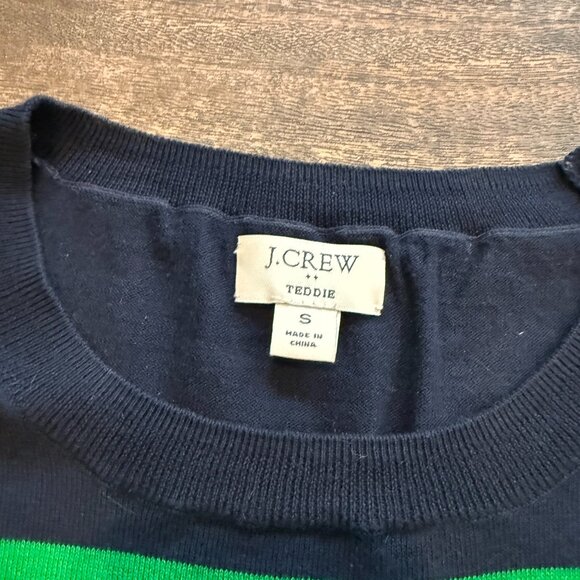 J.CREW
++
TEDDIE
S
MADE IN
CHINA